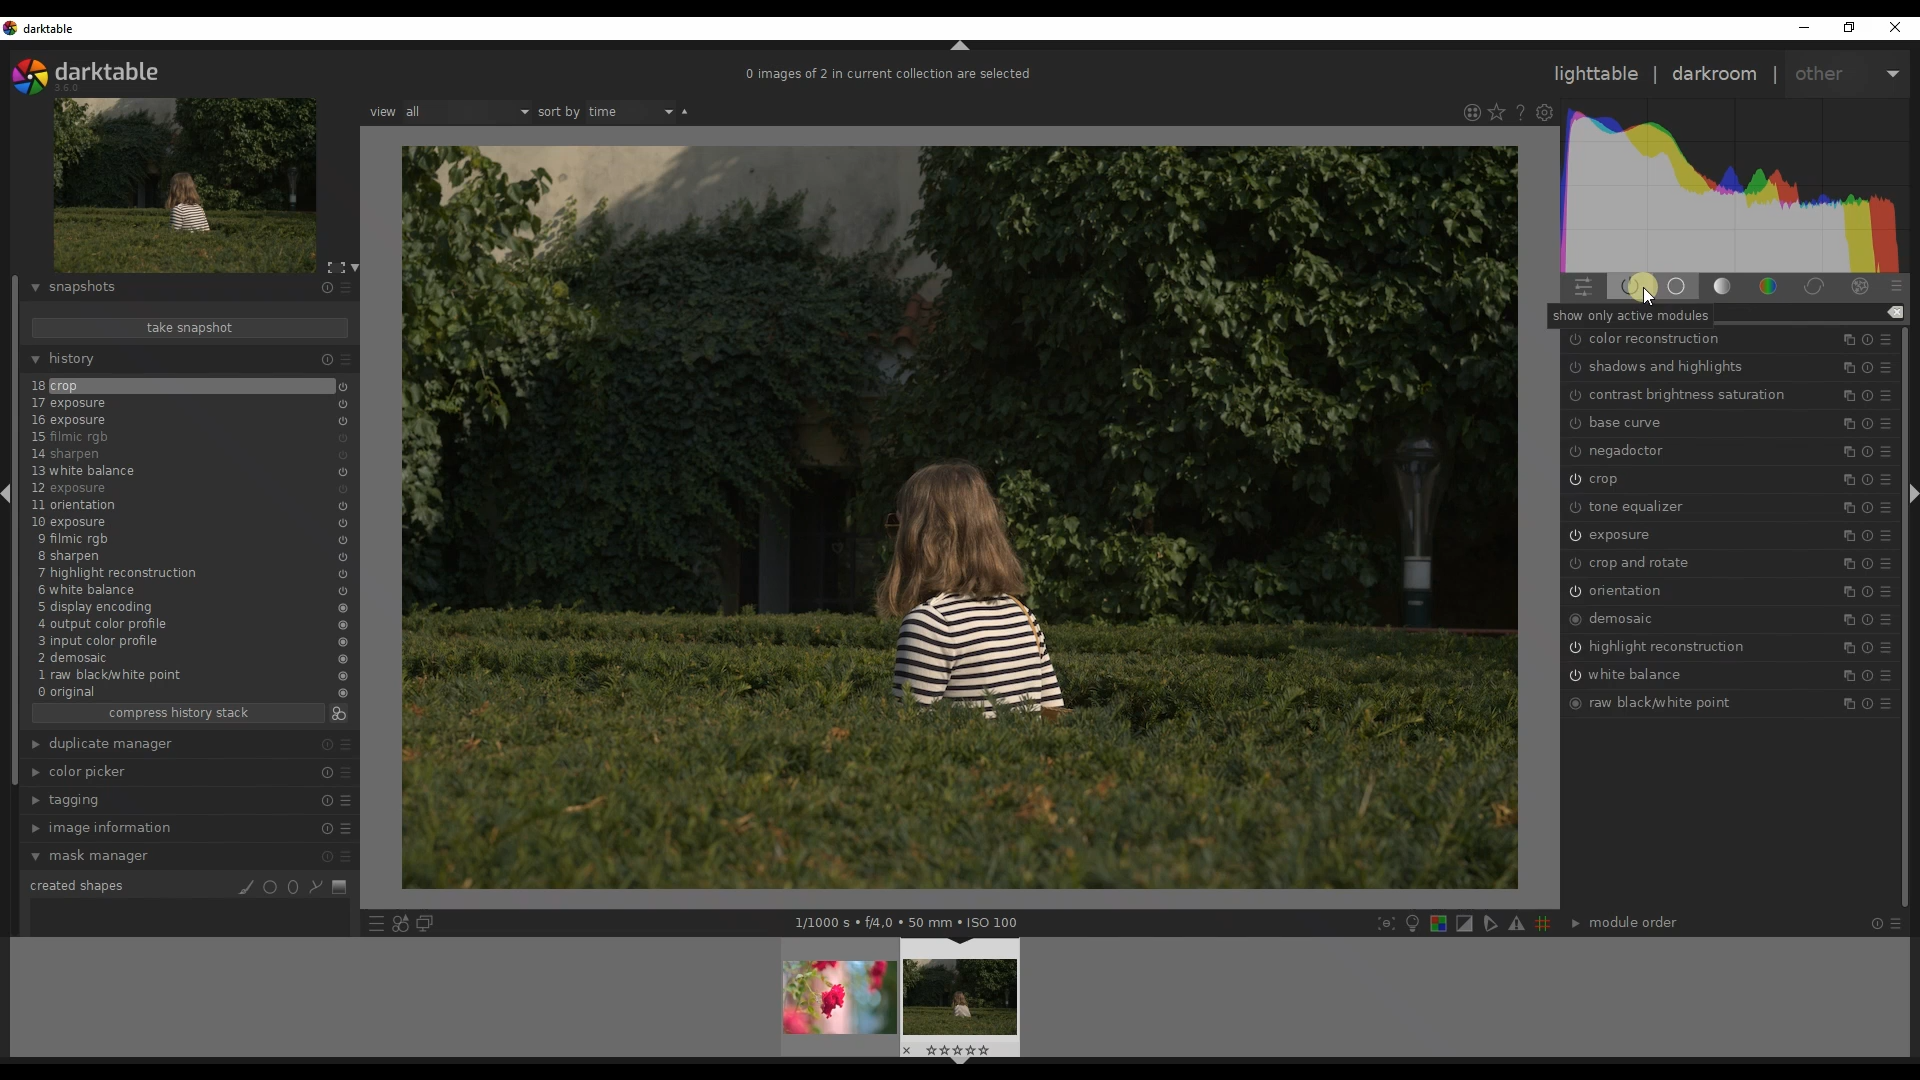 darktable
darktable
3.6.0
0 images of 2 in current collection are selected
lighttable | darkroom | other
view all sort by time
?
snapshots
take snapshot
history
18 crop
17 exposure
16 exposure
15 filmic rgb
14 sharpen
13 white balance
12 exposure
11 orientation
10 exposure
9 filmic rgb
8 sharpen
7 highlight reconstruction
6 white balance
5 display encoding
4 output color profile
3 input color profile
2 demosaic
1 raw black/white point
0 original
compress history stack
duplicate manager
color picker
tagging
image information
mask manager
created shapes
1/1000 s • f/4,0 • 50 mm • ISO 100
show only active modules
color reconstruction
shadows and highlights
contrast brightness saturation
base curve
negadoctor
crop
tone equalizer
exposure
crop and rotate
orientation
demosaic
highlight reconstruction
white balance
raw black/white point
module order